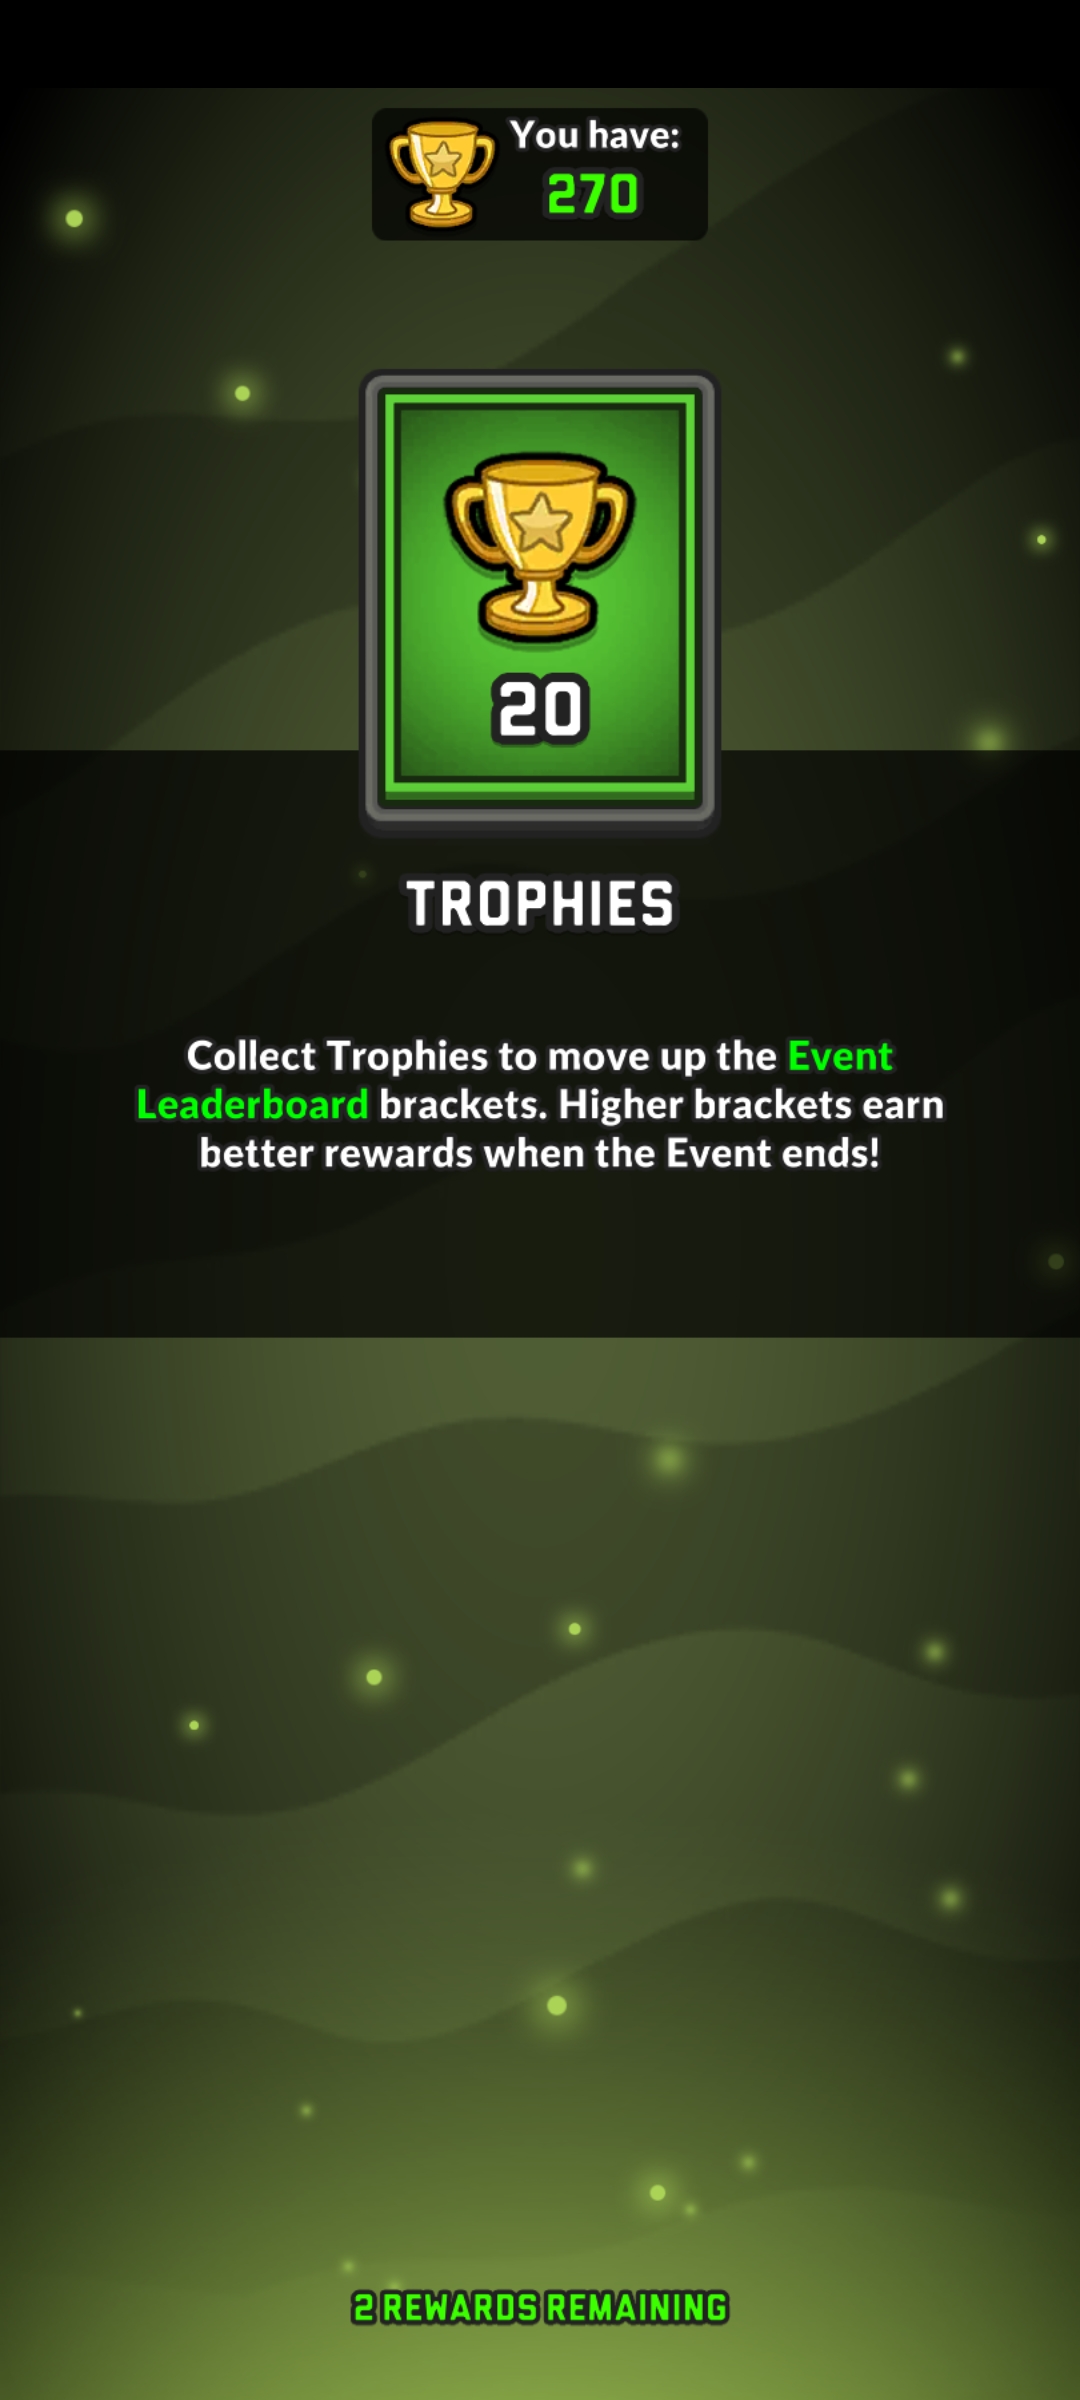 You have:
270
20
TROPHIES
Collect Trophies to move up the Event
Leaderboard brackets. Higher brackets earn
better rewards when the Event ends!
2 REWARDS REMAINING